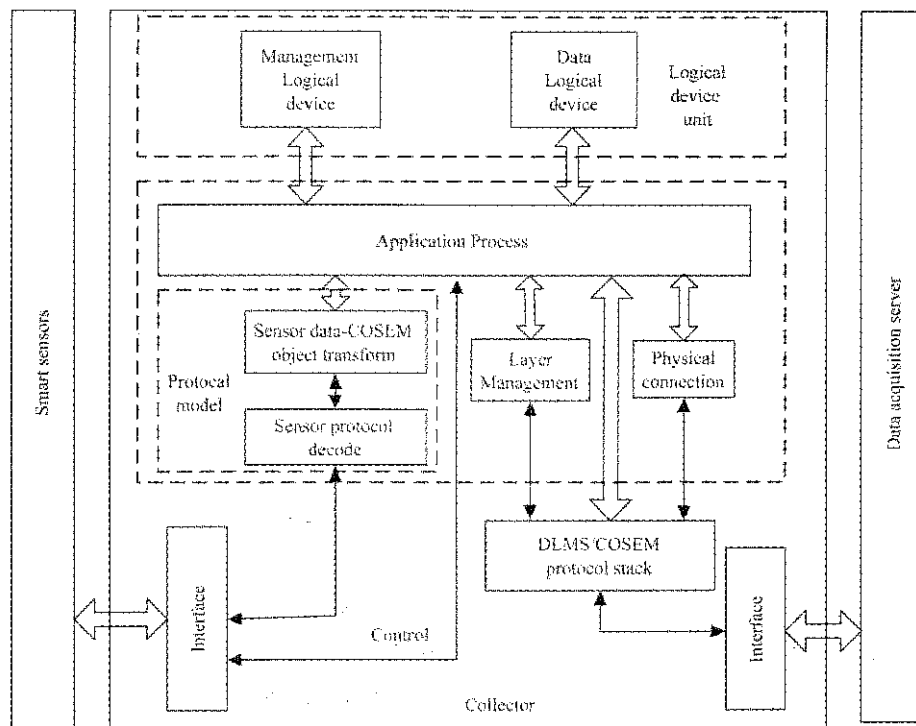 Management
Logical
device
Data
Logical
device
Logical
device
unit
Application Process
Sensor data-COSEM
object transform
Protocal
model
Sensor protocol
decode
Layer
Management
Physical
connection
DLMS/COSEM
protocol stack
Smart sensors
Interface
Control
Interface
Collector
Data acquisition server